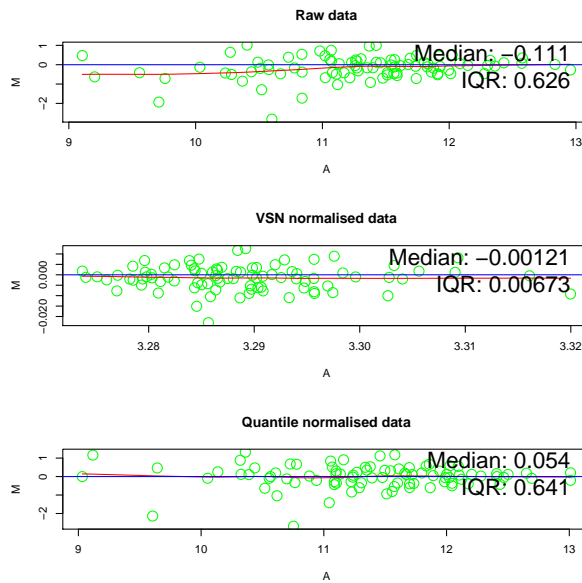 Raw data
Median: −0.111
IQR: 0.626
M
1
0
−2
9
10
11
12
13
A
VSN normalised data
Median: −0.00121
IQR: 0.00673
M
0.000
−0.020
3.28
3.29
3.30
3.31
3.32
A
Quantile normalised data
Median: 0.054
IQR: 0.641
M
1
0
−2
9
10
11
12
13
A